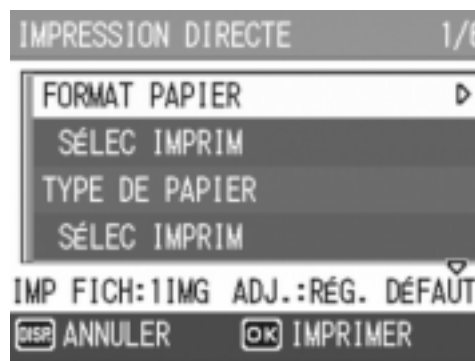 IMPRESSION DIRECTE 1/6
FORMAT PAPIER
SÉLEC IMPRIM
TYPE DE PAPIER
SÉLEC IMPRIM
IMP FICH:1IMG ADJ.:RÉG. DÉFAUT
DISP. ANNULER OK IMPRIMER